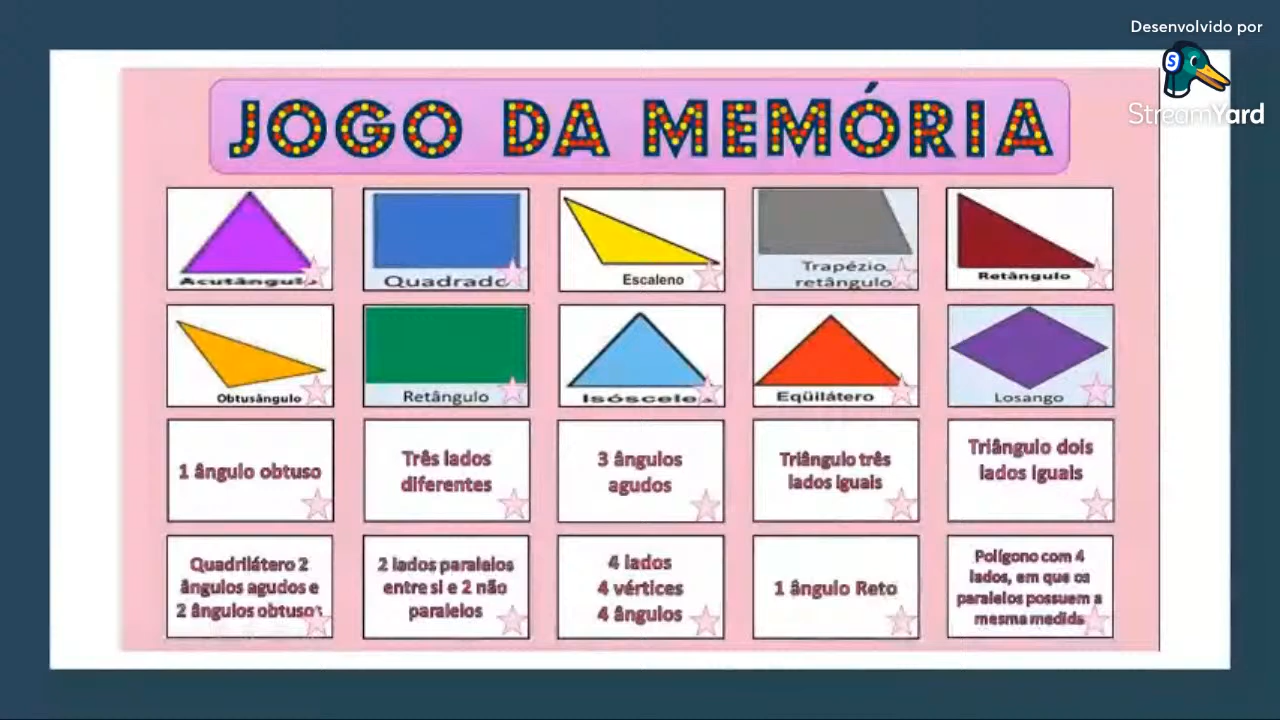 Desenvolvido por
StreamYard
JOGO DA MEMÓRIA
Acutângulo
Quadrado
Escaleno
Trapézio
retângulo
Retângulo
Obtusângulo
Retângulo
Isósceles
Eqüilátero
Losango
1 ângulo obtuso
Três lados
diferentes
3 ângulos
agudos
Triângulo três
lados iguais
Triângulo dois
lados iguais
Quadrilátero 2
ângulos agudos e
2 ângulos obtusos
2 lados paralelos
entre si e 2 não
paralelos
4 lados
4 vértices
4 ângulos
1 ângulo Reto
Polígono com 4
lados, em que os
paralelos possuem a
mesma medida